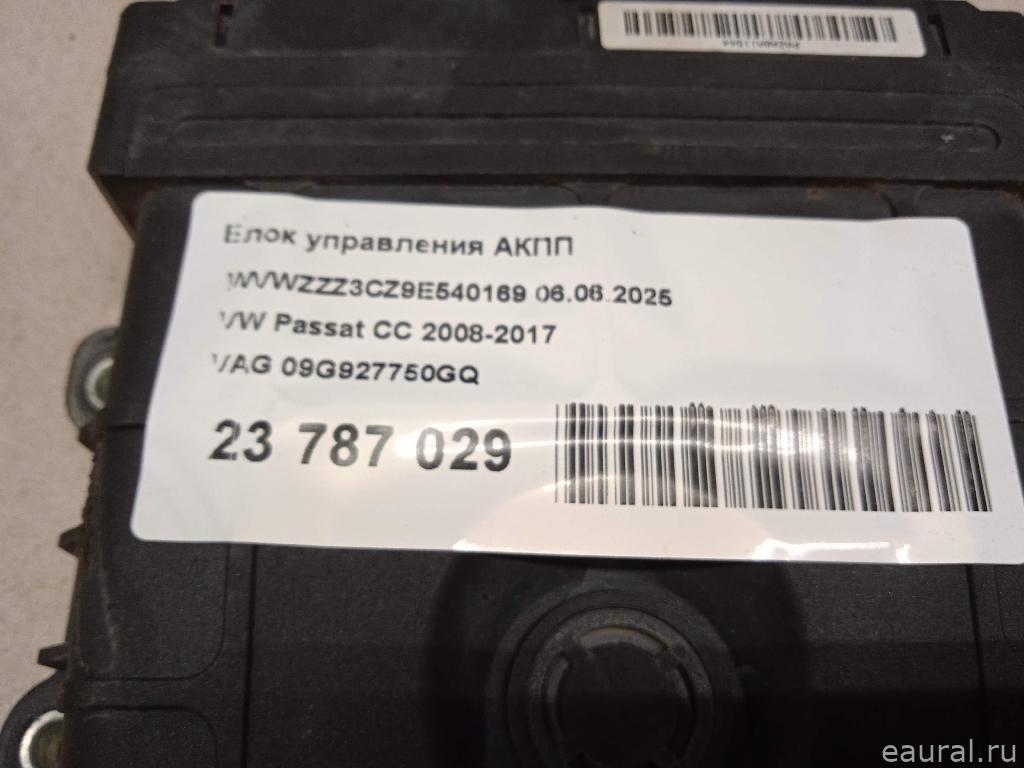 Блок управления АКПП
WVWZZZ3CZ9E540169 06.06.2025
VW Passat CC 2008-2017
VAG 09G927750GQ
23 787 029
eaural.ru